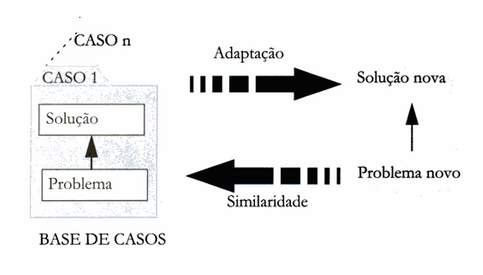 CASO n
CASO 1
Solução
Problema
BASE DE CASOS
Adaptação
Similaridade
Solução nova
Problema novo